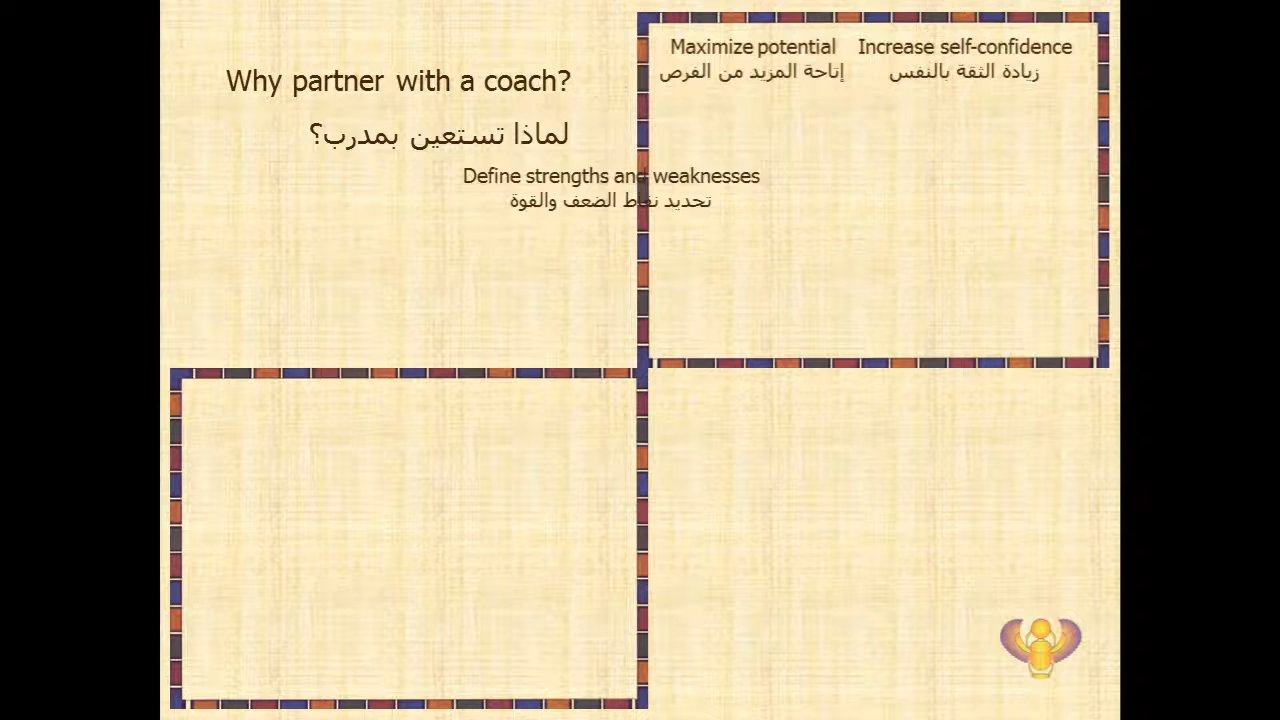 Why partner with a coach?
لماذا تستعين بمدرب؟
Maximize potential
إتاحة المزيد من الفرص
Increase self-confidence
زيادة الثقة بالنفس
Define strengths and weaknesses
تحديد نقاط الضعف والقوة